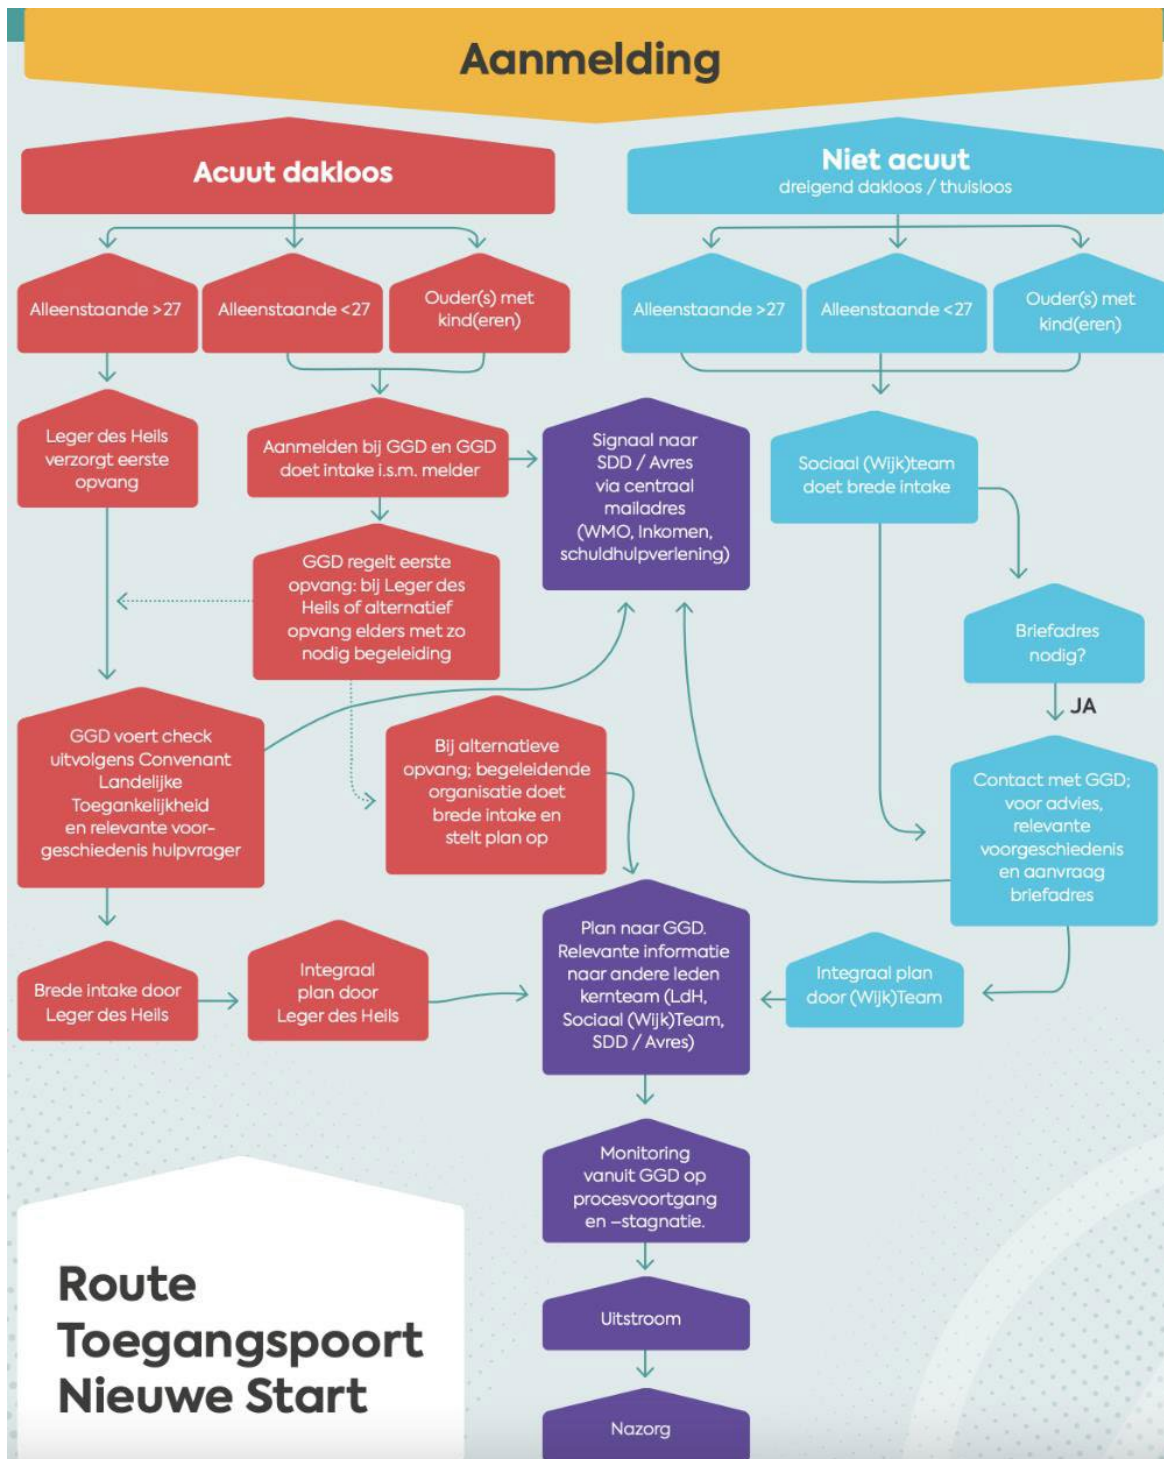 Aanmelding
Acuut dakloos
Niet acuut
dreigend dakloos / thuisloos
Alleenstaande >27
Alleenstaande <27
Ouder(s) met
kind(eren)
Alleenstaande >27
Alleenstaande <27
Ouder(s) met
kind(eren)
Leger des Heils
verzorgt eerste
opvang
Aanmelden bij GGD en GGD
doet intake i.s.m. melder
Signaal naar
SDD / Avres
via centraal
mailadres
(WMO, Inkomen,
schuldhulpverlening)
Sociaal (Wijk)team
doet brede intake
GGD regelt eerste
opvang: bij Leger des
Heils of alternatief
opvang elders met zo
nodig begeleiding
Briefadres
nodig?
JA
GGD voert check
uitvolgens Convenant
Landelijke
Toegankelijkheid
en relevante voor-
geschiedenis hulpvrager
Bij alternatieve
opvang; begeleidende
organisatie doet
brede intake en
stelt plan op
Contact met GGD;
voor advies,
relevante
voorgeschiedenis
en aanvraag
briefadres
Brede intake door
Leger des Heils
Integraal
plan door
Leger des Heils
Plan naar GGD.
Relevante informatie
naar andere leden
kernteam (LdH,
Sociaal (Wijk)Team,
SDD / Avres)
Integraal plan
door (Wijk)Team
Monitoring
vanuit GGD op
procesvoortgang
en –stagnatie.
Uitstroom
Nazorg
Route
Toegangspoort
Nieuwe Start